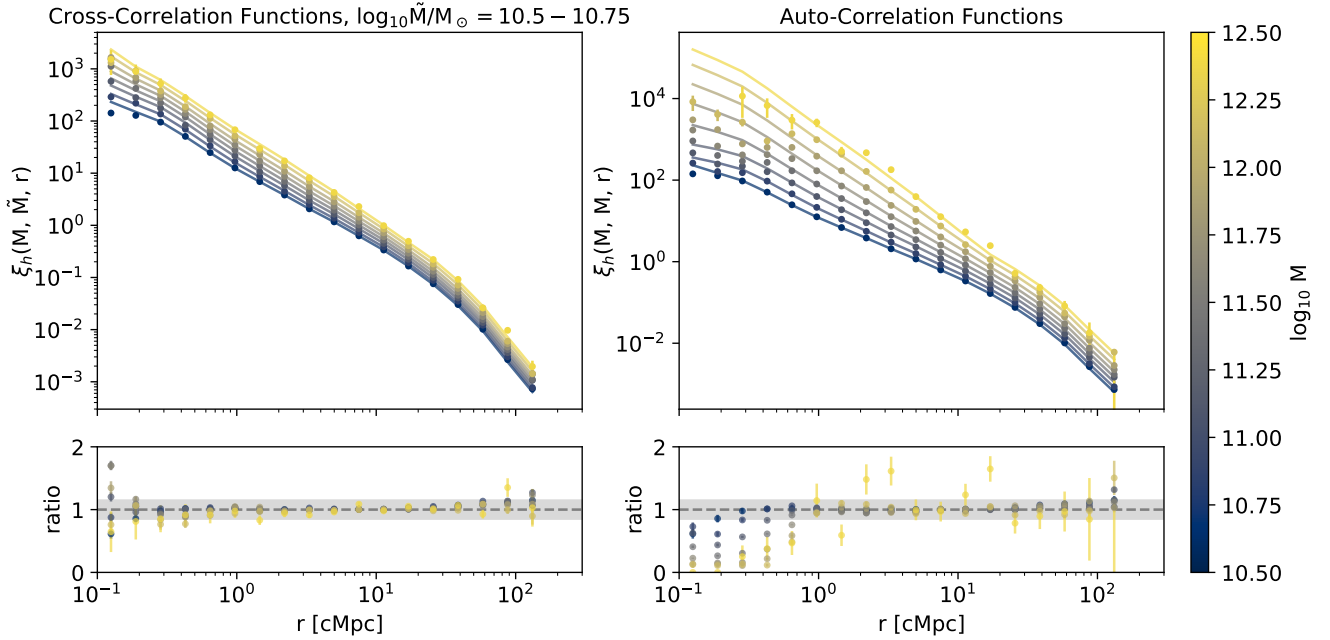 Cross-Correlation Functions, log₁₀M̃/M⊙ = 10.5 − 10.75
10³
10²
10¹
10⁰
10⁻¹
10⁻²
10⁻³
ξₕ(M, M̃, r)
2
1
0
ratio
10⁻¹ 10⁰ 10¹ 10²
r [cMpc]
Auto-Correlation Functions
10⁴
10²
10⁰
10⁻²
ξₕ(M, M, r)
2
1
0
ratio
10⁻¹ 10⁰ 10¹ 10²
r [cMpc]
12.50
12.25
12.00
11.75
11.50
11.25
11.00
10.75
10.50
log₁₀ M